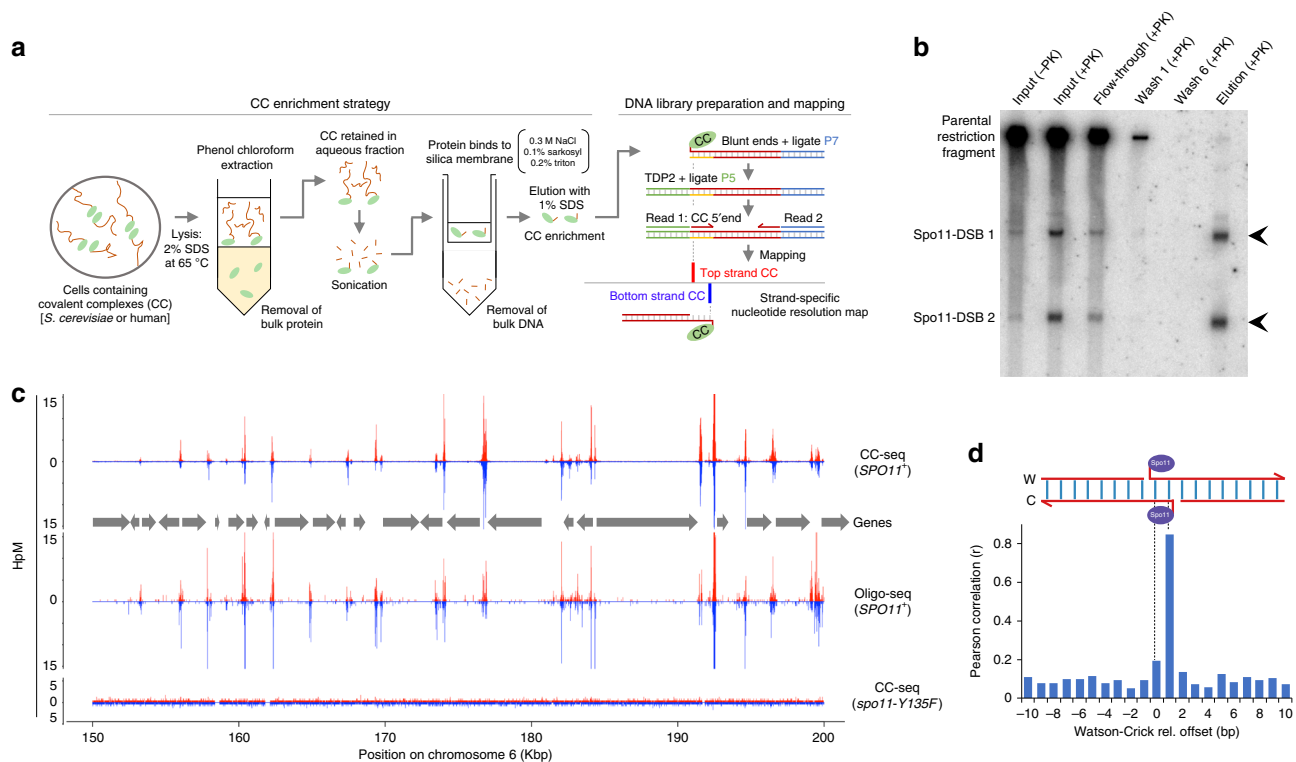 a
CC enrichment strategy
DNA library preparation and mapping
Phenol chloroform
extraction
CC retained in
aqueous fraction
Protein binds to
silica membrane
0.3 M NaCl
0.1% sarkosyl
0.2% triton
Lysis:
2% SDS
at 65 °C
Sonication
Elution with
1% SDS
CC enrichment
Cells containing
covalent complexes (CC)
[S. cerevisiae or human]
Removal of
bulk protein
Removal of
bulk DNA
CC
Blunt ends + ligate P7
TDP2 + ligate P5
Read 1: CC 5′end
Read 2
Mapping
Top strand CC
Bottom strand CC
Strand-specific
nucleotide resolution map
CC
b
Input (–PK)
Input (+PK)
Flow-through (+PK)
Wash 1 (+PK)
Wash 6 (+PK)
Elution (+PK)
Parental
restriction
fragment
Spo11-DSB 1
Spo11-DSB 2
c
HpM
15
0
15
CC-seq
(SPO11+)
Genes
15
0
15
Oligo-seq
(SPO11+)
5
0
5
CC-seq
(spo11-Y135F)
150 160 170 180 190 200
Position on chromosome 6 (Kbp)
d
Spo11
W
C
Spo11
Pearson correlation (r)
0.8
0.6
0.4
0.2
0
–10 –8 –6 –4 –2 0 2 4 6 8 10
Watson-Crick rel. offset (bp)